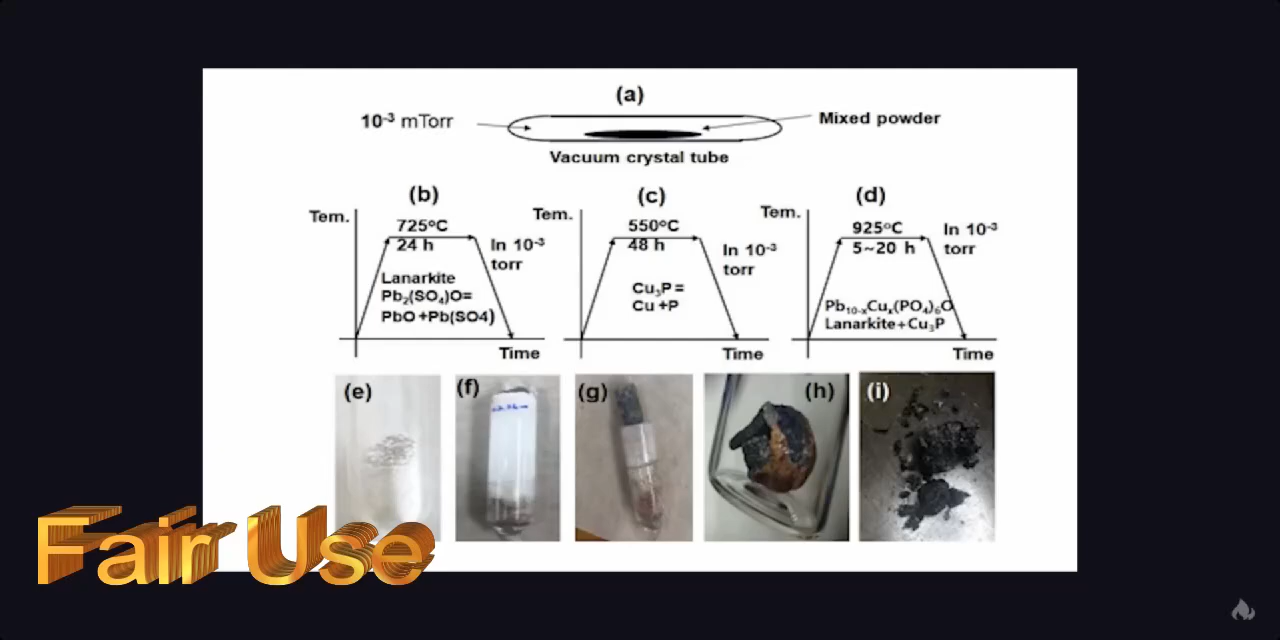 (a)
10⁻³ mTorr
Mixed powder
Vacuum crystal tube
(b)
Tem.
725°C
24 h
In 10⁻³
torr
Lanarkite
Pb₂(SO₄)O=
PbO +Pb(SO4)
Time
(c)
Tem.
550°C
48 h
In 10⁻³
torr
Cu₃P =
Cu +P
Time
(d)
Tem.
925°C
5~20 h
In 10⁻³
torr
Pb₁₀₋ₓCuₓ(PO₄)₆O
Lanarkite+Cu₃P
Time
(e)
(f)
(g)
(h)
(i)
Fair Use